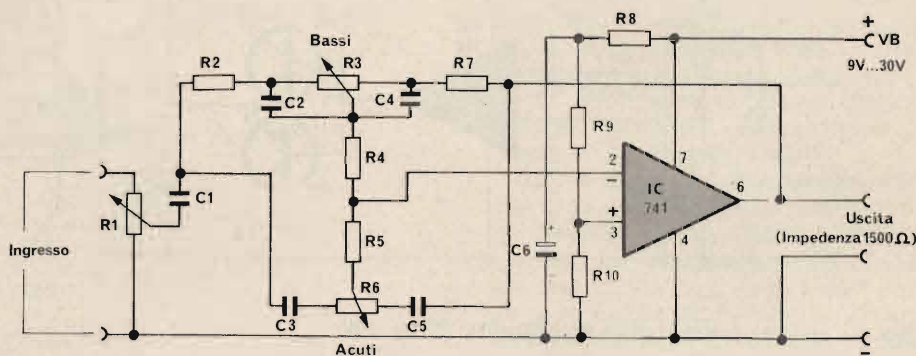 R8
+
VB
9V...30V
Bassi
R2
R3
R7
C2
C4
R9
R4
2
−
7
IC
741
6
C1
R1
+
3
4
Uscita
(Impedenza 1500 Ω)
Ingresso
C6
R5
R10
R6
C3
C5
Acuti
−